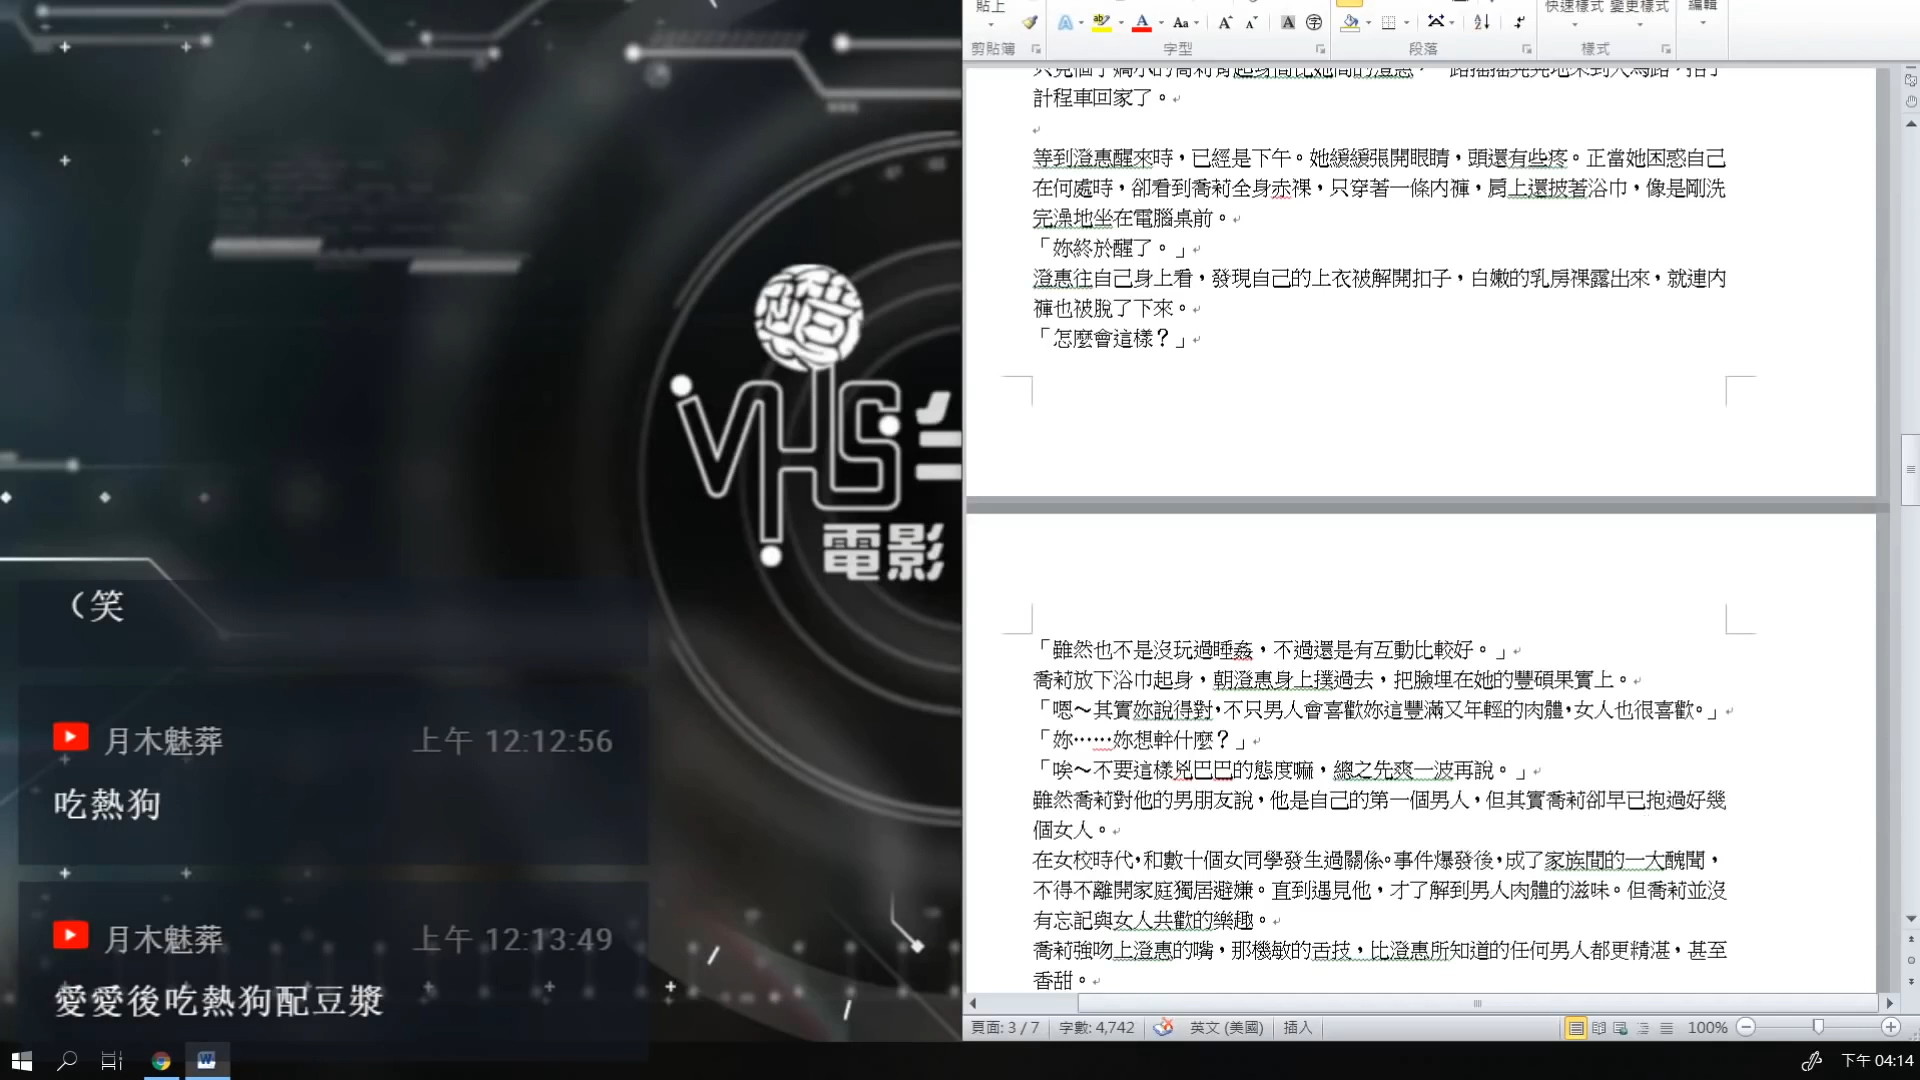 貼上
快速樣式 變更樣式
編輯
剪貼簿
字型
段落
樣式
計程車回家了。
等到澄惠醒來時，已經是下午。她緩緩張開眼睛，頭還有些疼。正當她困惑自己
在何處時，卻看到喬莉全身赤裸，只穿著一條內褲，肩上還披著浴巾，像是剛洗
完澡地坐在電腦桌前。
「妳終於醒了。」
澄惠往自己身上看，發現自己的上衣被解開扣子，白嫩的乳房裸露出來，就連內
褲也被脫了下來。
「怎麼會這樣？」
「雖然也不是沒玩過睡姦，不過還是有互動比較好。」
喬莉放下浴巾起身，朝澄惠身上撲過去，把臉埋在她的豐碩果實上。
「嗯～其實妳說得對，不只男人會喜歡妳這豐滿又年輕的肉體，女人也很喜歡。」
「妳……妳想幹什麼？」
「唉～不要這樣兇巴巴的態度嘛，總之先爽一波再說。」
雖然喬莉對他的男朋友說，他是自己的第一個男人，但其實喬莉卻早已抱過好幾
個女人。
在女校時代，和數十個女同學發生過關係。事件爆發後，成了家族間的一大醜聞，
不得不離開家庭獨居避嫌。直到遇見他，才了解到男人肉體的滋味。但喬莉並沒
有忘記與女人共歡的樂趣。
喬莉強吻上澄惠的嘴，那機敏的舌技，比澄惠所知道的任何男人都更精湛，甚至
香甜。
頁面: 3 / 7
字數: 4,742
英文 (美國)
插入
100%
下午 04:14
VHS
電影
（笑
月木魅葬
上午 12:12:56
吃熱狗
月木魅葬
上午 12:13:49
愛愛後吃熱狗配豆漿